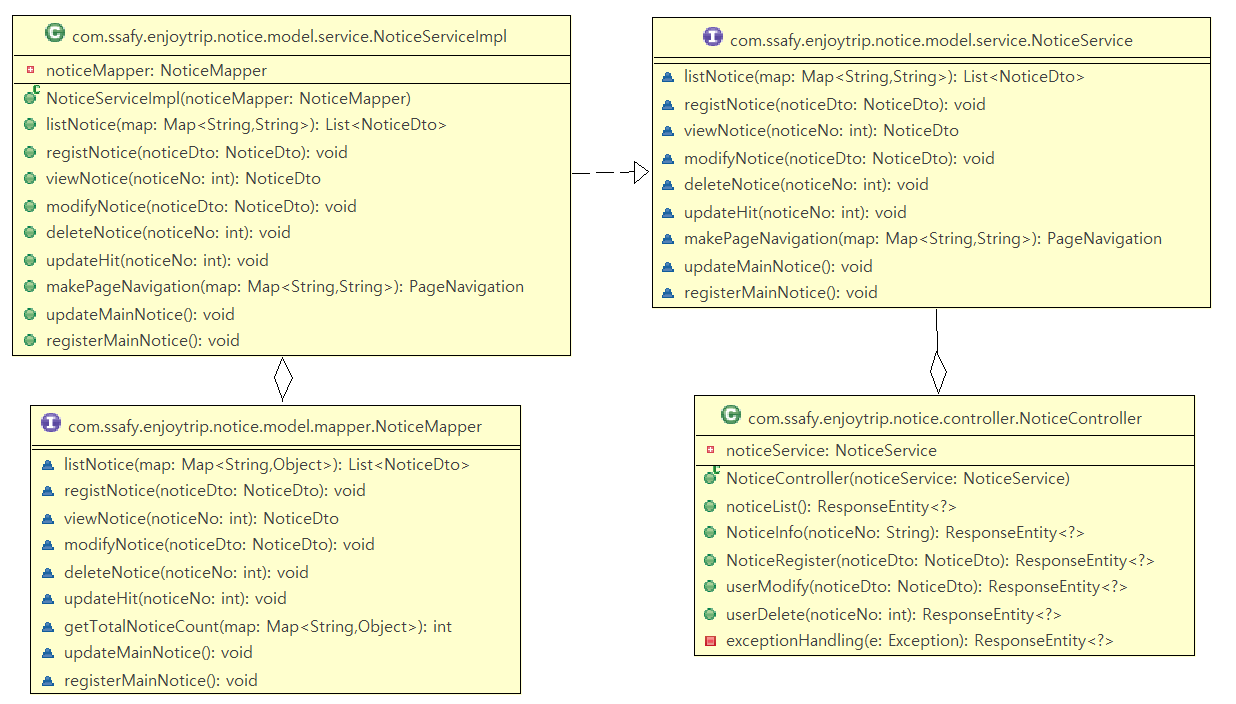 C com.ssafy.enjoytrip.notice.model.service.NoticeServiceImpl
noticeMapper: NoticeMapper
C NoticeServiceImpl(noticeMapper: NoticeMapper)
listNotice(map: Map<String,String>): List<NoticeDto>
registNotice(noticeDto: NoticeDto): void
viewNotice(noticeNo: int): NoticeDto
modifyNotice(noticeDto: NoticeDto): void
deleteNotice(noticeNo: int): void
updateHit(noticeNo: int): void
makePageNavigation(map: Map<String,String>): PageNavigation
updateMainNotice(): void
registerMainNotice(): void
I com.ssafy.enjoytrip.notice.model.service.NoticeService
listNotice(map: Map<String,String>): List<NoticeDto>
registNotice(noticeDto: NoticeDto): void
viewNotice(noticeNo: int): NoticeDto
modifyNotice(noticeDto: NoticeDto): void
deleteNotice(noticeNo: int): void
updateHit(noticeNo: int): void
makePageNavigation(map: Map<String,String>): PageNavigation
updateMainNotice(): void
registerMainNotice(): void
I com.ssafy.enjoytrip.notice.model.mapper.NoticeMapper
listNotice(map: Map<String,Object>): List<NoticeDto>
registNotice(noticeDto: NoticeDto): void
viewNotice(noticeNo: int): NoticeDto
modifyNotice(noticeDto: NoticeDto): void
deleteNotice(noticeNo: int): void
updateHit(noticeNo: int): void
getTotalNoticeCount(map: Map<String,Object>): int
updateMainNotice(): void
registerMainNotice(): void
C com.ssafy.enjoytrip.notice.controller.NoticeController
noticeService: NoticeService
C NoticeController(noticeService: NoticeService)
noticeList(): ResponseEntity<?>
NoticeInfo(noticeNo: String): ResponseEntity<?>
NoticeRegister(noticeDto: NoticeDto): ResponseEntity<?>
userModify(noticeDto: NoticeDto): ResponseEntity<?>
userDelete(noticeNo: int): ResponseEntity<?>
exceptionHandling(e: Exception): ResponseEntity<?>